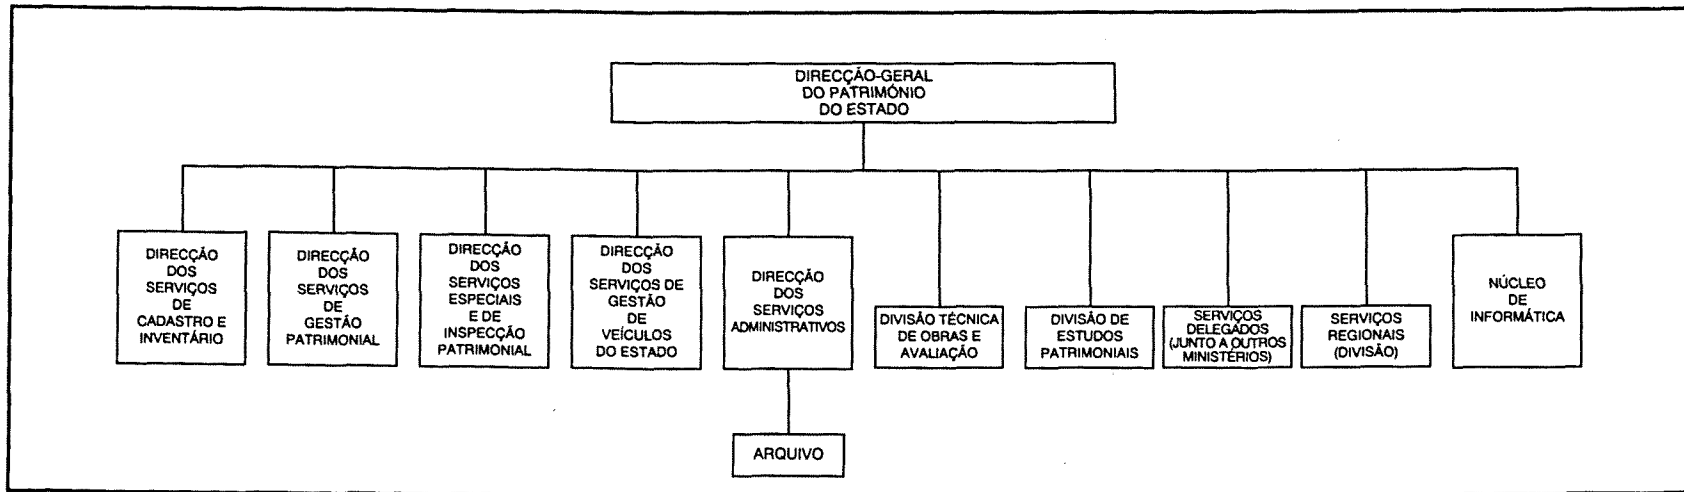 DIRECÇÃO-GERAL
DO PATRIMÓNIO
DO ESTADO
DIRECÇÃO
DOS
SERVIÇOS
DE
CADASTRO E
INVENTÁRIO
DIRECÇÃO
DOS
SERVIÇOS
DE
GESTÃO
PATRIMONIAL
DIRECÇÃO
DOS
SERVIÇOS
ESPECIAIS
E DE
INSPECÇÃO
PATRIMONIAL
DIRECÇÃO
DOS
SERVIÇOS DE
GESTÃO
DE
VEÍCULOS
DO ESTADO
DIRECÇÃO
DOS
SERVIÇOS
ADMINISTRATIVOS
DIVISÃO TÉCNICA
DE OBRAS E
AVALIAÇÃO
DIVISÃO DE
ESTUDOS
PATRIMONIAIS
SERVIÇOS
DELEGADOS
(JUNTO A OUTROS
MINISTÉRIOS)
SERVIÇOS
REGIONAIS
(DIVISÃO)
NÚCLEO
DE
INFORMÁTICA
ARQUIVO